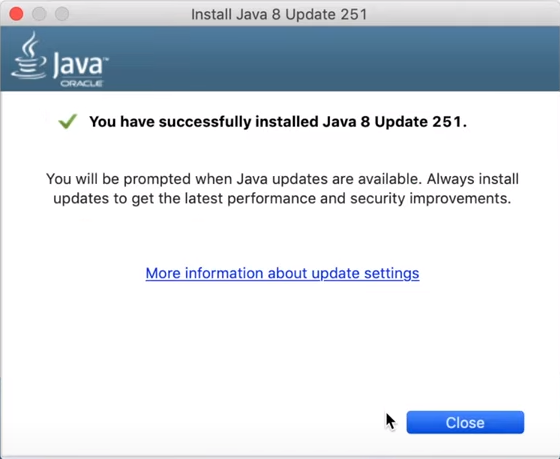 Install Java 8 Update 251
Java™
ORACLE
You have successfully installed Java 8 Update 251.
You will be prompted when Java updates are available. Always install
updates to get the latest performance and security improvements.
More information about update settings
Close